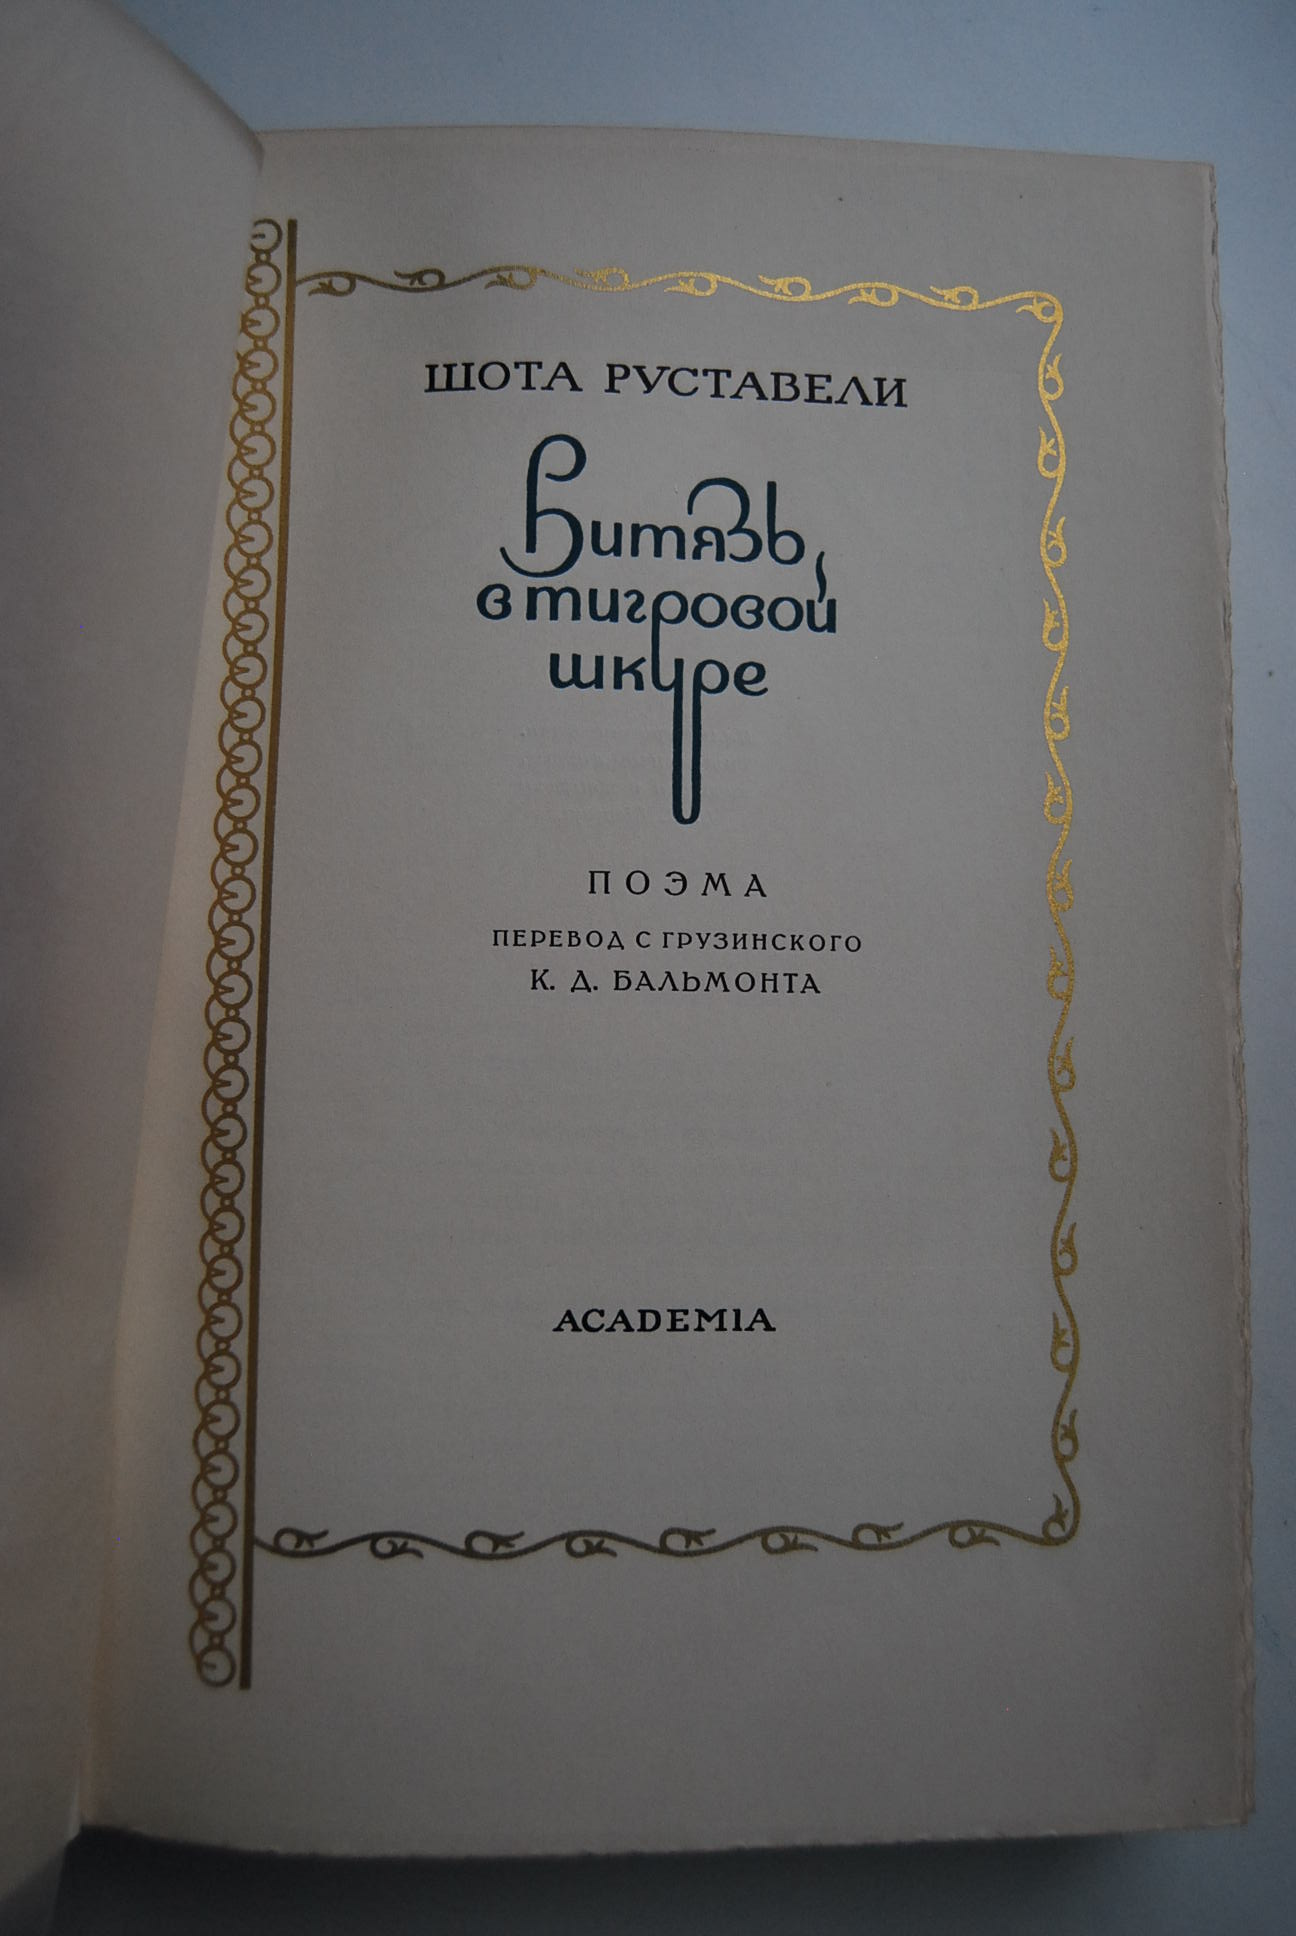 ШОТА РУСТАВЕЛИ
Витязь
в тигровой
шкуре
ПОЭМА
ПЕРЕВОД С ГРУЗИНСКОГО
К. Д. БАЛЬМОНТА
ACADEMIA